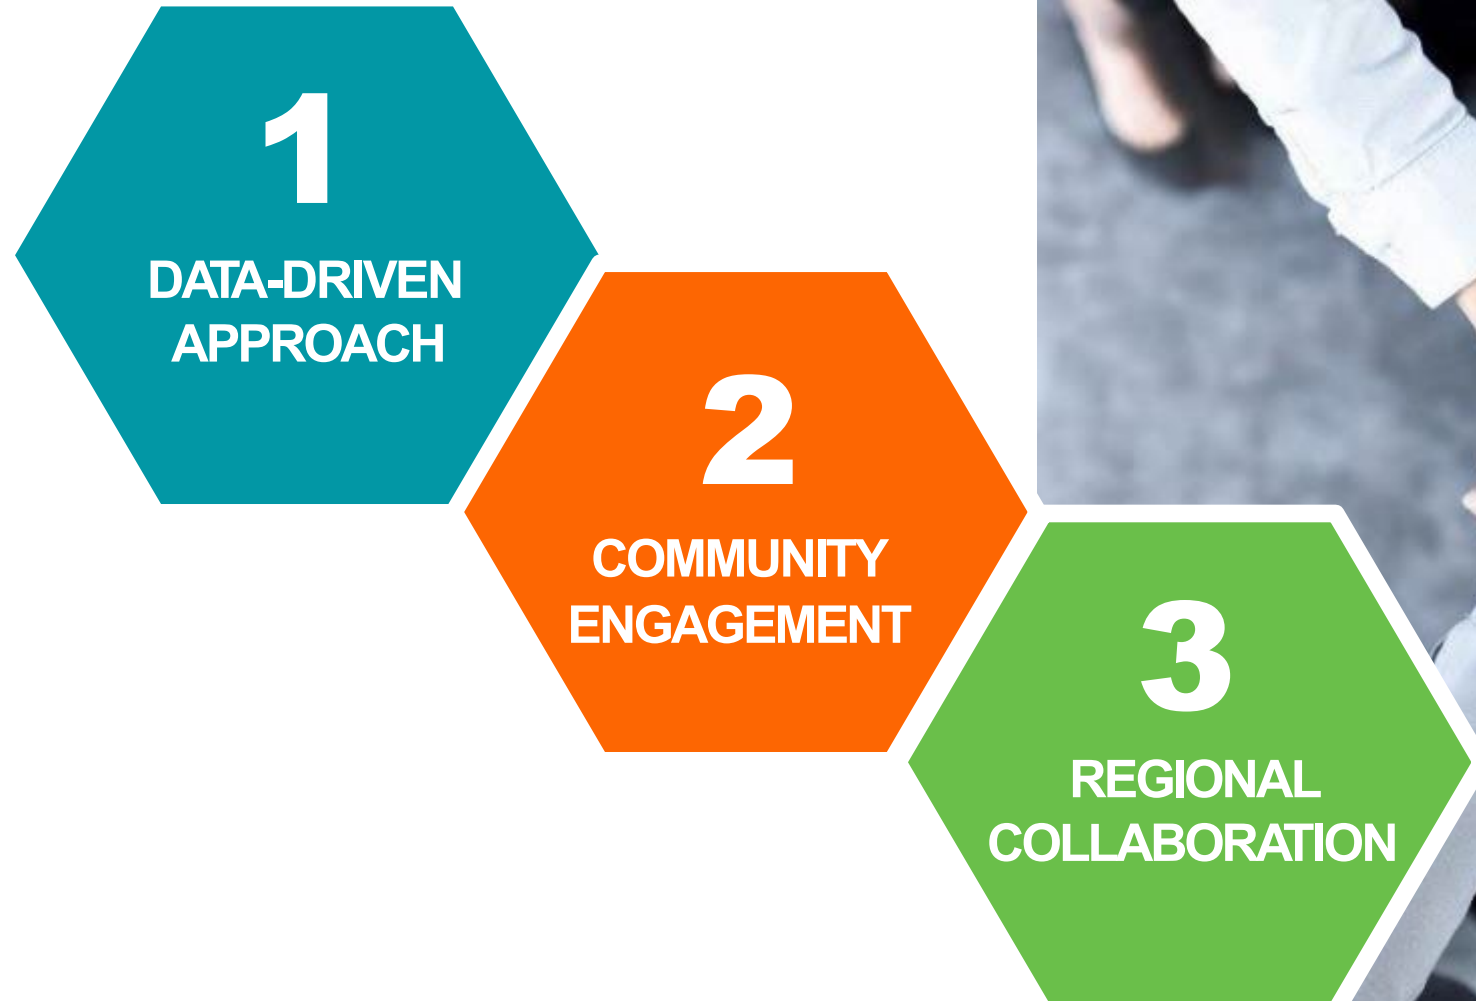 1
DATA-DRIVEN
APPROACH
2
COMMUNITY
ENGAGEMENT
3
REGIONAL
COLLABORATION